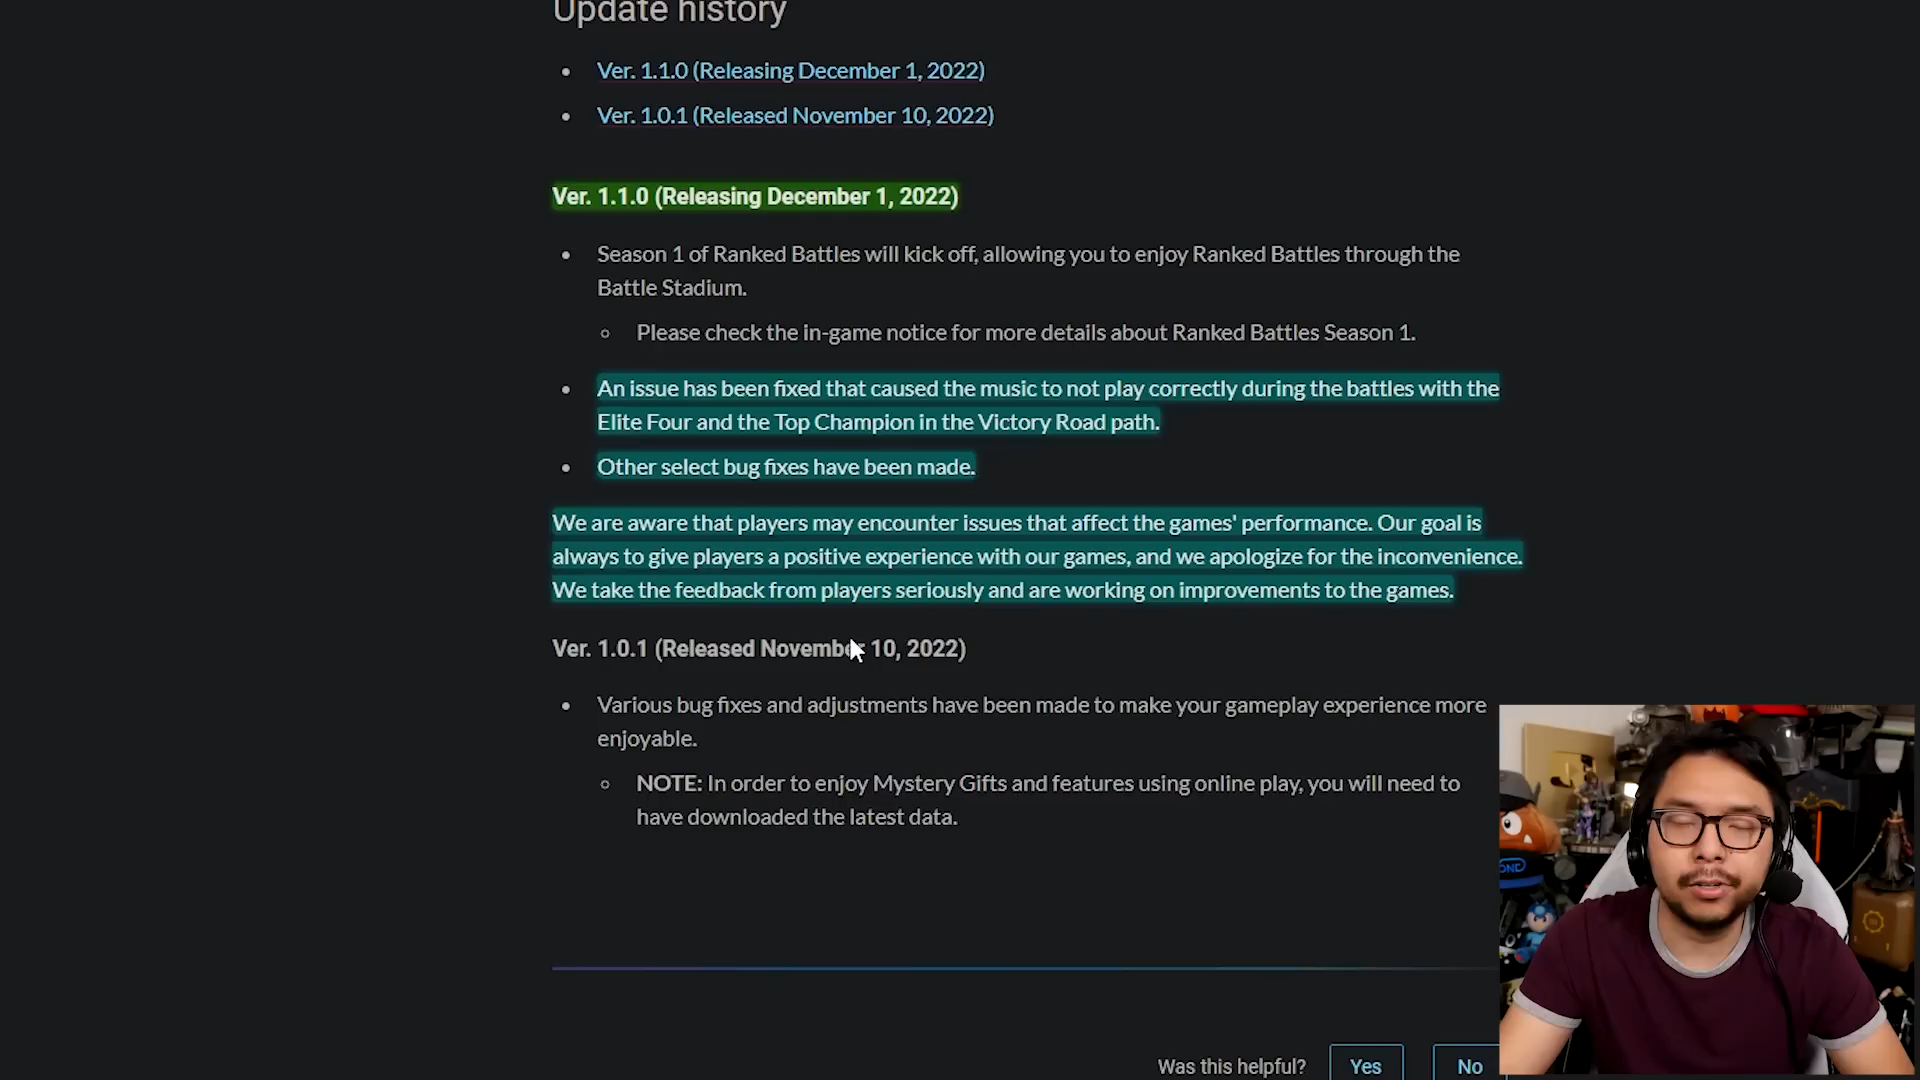 Update history
Ver. 1.1.0 (Releasing December 1, 2022)
Ver. 1.0.1 (Released November 10, 2022)
Ver. 1.1.0 (Releasing December 1, 2022)
Season 1 of Ranked Battles will kick off, allowing you to enjoy Ranked Battles through the
Battle Stadium.
Please check the in-game notice for more details about Ranked Battles Season 1.
An issue has been fixed that caused the music to not play correctly during the battles with the
Elite Four and the Top Champion in the Victory Road path.
Other select bug fixes have been made.
We are aware that players may encounter issues that affect the games' performance. Our goal is
always to give players a positive experience with our games, and we apologize for the inconvenience.
We take the feedback from players seriously and are working on improvements to the games.
Ver. 1.0.1 (Released November 10, 2022)
Various bug fixes and adjustments have been made to make your gameplay experience more
enjoyable.
NOTE: In order to enjoy Mystery Gifts and features using online play, you will need to
have downloaded the latest data.
Was this helpful? Yes No